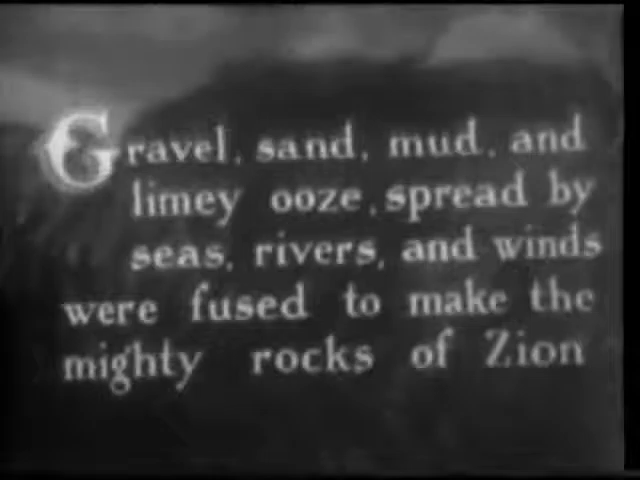 Gravel, sand, mud, and
limey ooze, spread by
seas, rivers, and winds
were fused to make the
mighty rocks of Zion